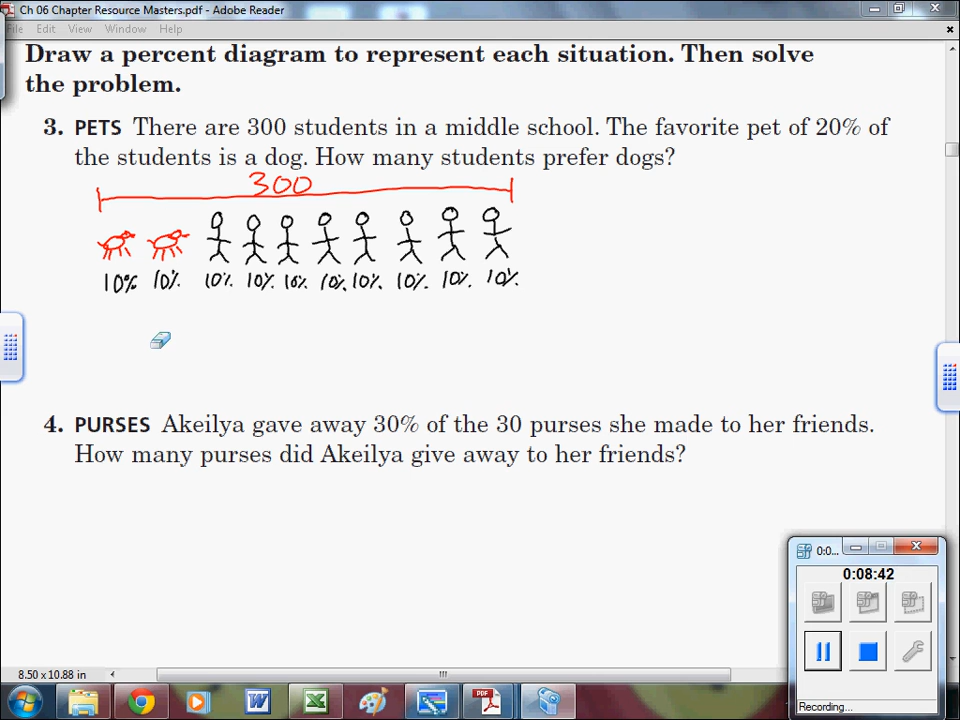 Ch 06 Chapter Resource Masters.pdf - Adobe Reader
File Edit View Window Help
Draw a percent diagram to represent each situation. Then solve
the problem.
3. PETS There are 300 students in a middle school. The favorite pet of 20% of
the students is a dog. How many students prefer dogs?
300
10% 10% 10% 10% 10% 10% 10% 10% 10% 10%
4. PURSES Akeilya gave away 30% of the 30 purses she made to her friends.
How many purses did Akeilya give away to her friends?
0:0...
0:08:42
Recording...
8.50 x 10.88 in